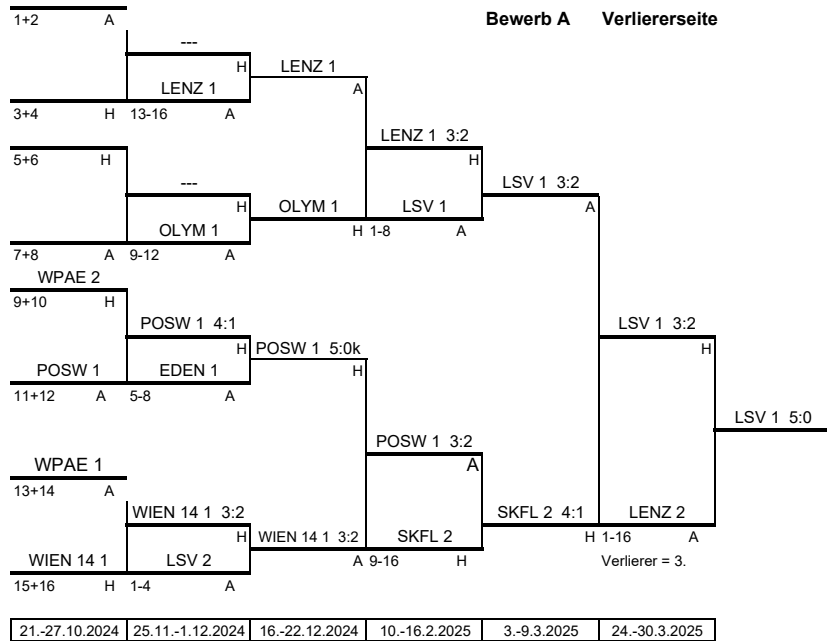 Bewerb A Verliererseite
1+2 A
---
H LENZ 1
LENZ 1
A
3+4 H 13-16 A
LENZ 1 3:2
5+6 H
H
---
LSV 1 3:2
H OLYM 1 LSV 1
A
OLYM 1
H 1-8 A
7+8 A 9-12 A
WPAE 2
9+10 H
POSW 1 4:1
LSV 1 3:2
H POSW 1 5:0k
H
POSW 1 EDEN 1
H
11+12 A 5-8 A
LSV 1 5:0
POSW 1 3:2
WPAE 1
A
13+14 A
WIEN 14 1 3:2
SKFL 2 4:1 LENZ 2
H WIEN 14 1 3:2 SKFL 2
H 1-16 A
WIEN 14 1 LSV 2
A 9-16 H
Verlierer = 3.
15+16 H 1-4 A
21.-27.10.2024 25.11.-1.12.2024 16.-22.12.2024 10.-16.2.2025 3.-9.3.2025 24.-30.3.2025